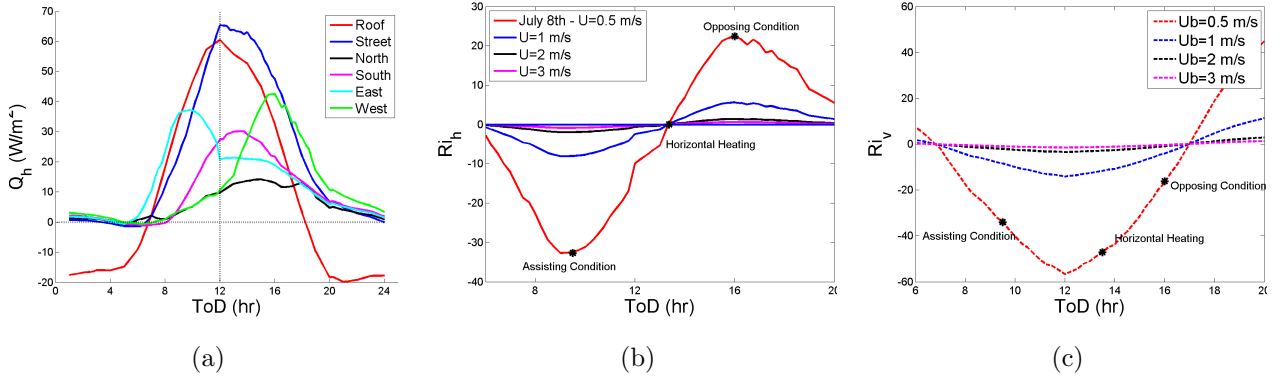 70
60
50
40
30
20
10
0
-10
-20
Q_h (W/m²)
Roof
Street
North
South
East
West
0
4
8
12
16
20
24
ToD (hr)
(a)
30
20
10
0
-10
-20
-30
-40
Ri_h
July 8th - U=0.5 m/s
U=1 m/s
U=2 m/s
U=3 m/s
Opposing Condition
Horizontal Heating
Assisting Condition
8
12
16
20
ToD (hr)
(b)
60
40
20
0
-20
-40
-60
Ri_v
Ub=0.5 m/s
Ub=1 m/s
Ub=2 m/s
Ub=3 m/s
Opposing Condition
Assisting Condition
Horizontal Heating
6
8
10
12
14
16
18
20
ToD (hr)
(c)